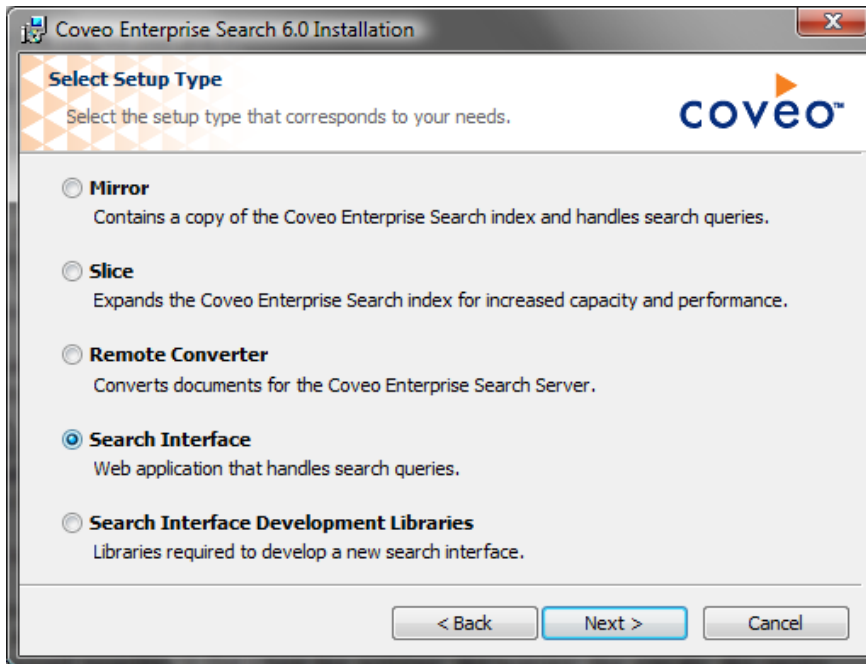 Coveo Enterprise Search 6.0 Installation
Select Setup Type
Select the setup type that corresponds to your needs.
coveo™
Mirror
Contains a copy of the Coveo Enterprise Search index and handles search queries.
Slice
Expands the Coveo Enterprise Search index for increased capacity and performance.
Remote Converter
Converts documents for the Coveo Enterprise Search Server.
Search Interface
Web application that handles search queries.
Search Interface Development Libraries
Libraries required to develop a new search interface.
< Back Next > Cancel